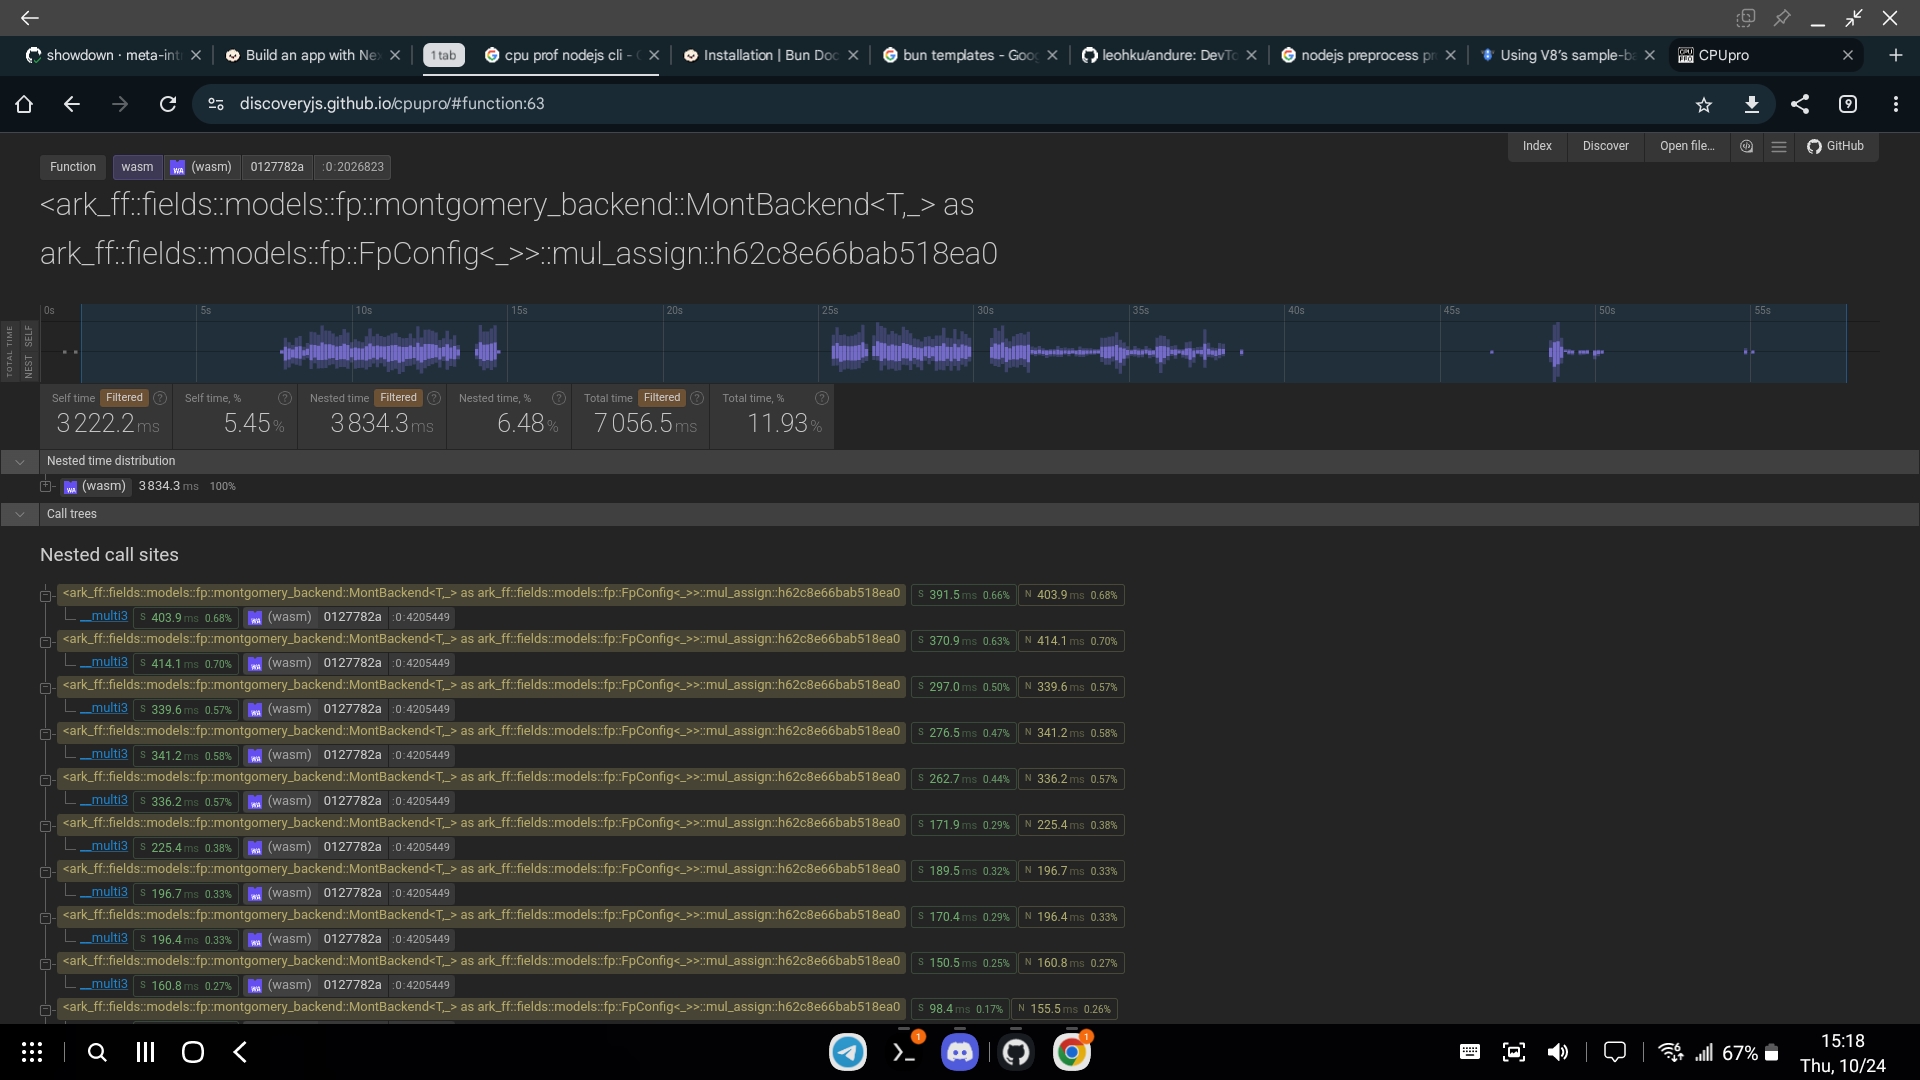 showdown · meta-int
Build an app with Nex
1 tab
cpu prof nodejs cli - G
Installation | Bun Doc
bun templates - Goog
leohku/andure: DevTo
nodejs preprocess pr
Using V8's sample-ba
CPUpro
discoveryjs.github.io/cpupro/#function:63
9
Index
Discover
Open file...
GitHub
Function
wasm
WA (wasm)
0127782a
:0:2026823
<ark_ff::fields::models::fp::montgomery_backend::MontBackend<T,_> as
ark_ff::fields::models::fp::FpConfig<_>>::mul_assign::h62c8e66bab518ea0
0s 5s 10s 15s 20s 25s 30s 35s 40s 45s 50s 55s
TOTAL TIME
NEST SELF
Self time Filtered ? Self time, % ? Nested time Filtered ? Nested time, % ? Total time Filtered ? Total time, % ?
3 222.2 ms 5.45 % 3 834.3 ms 6.48 % 7 056.5 ms 11.93 %
Nested time distribution
WA (wasm) 3 834.3 ms 100%
Call trees
Nested call sites
<ark_ff::fields::models::fp::montgomery_backend::MontBackend<T,_> as ark_ff::fields::models::fp::FpConfig<_>>::mul_assign::h62c8e66bab518ea0 S 391.5 ms 0.66% N 403.9 ms 0.68%
__multi3 S 403.9 ms 0.68% WA (wasm) 0127782a :0:4205449
<ark_ff::fields::models::fp::montgomery_backend::MontBackend<T,_> as ark_ff::fields::models::fp::FpConfig<_>>::mul_assign::h62c8e66bab518ea0 S 370.9 ms 0.63% N 414.1 ms 0.70%
__multi3 S 414.1 ms 0.70% WA (wasm) 0127782a :0:4205449
<ark_ff::fields::models::fp::montgomery_backend::MontBackend<T,_> as ark_ff::fields::models::fp::FpConfig<_>>::mul_assign::h62c8e66bab518ea0 S 297.0 ms 0.50% N 339.6 ms 0.57%
__multi3 S 339.6 ms 0.57% WA (wasm) 0127782a :0:4205449
<ark_ff::fields::models::fp::montgomery_backend::MontBackend<T,_> as ark_ff::fields::models::fp::FpConfig<_>>::mul_assign::h62c8e66bab518ea0 S 276.5 ms 0.47% N 341.2 ms 0.58%
__multi3 S 341.2 ms 0.58% WA (wasm) 0127782a :0:4205449
<ark_ff::fields::models::fp::montgomery_backend::MontBackend<T,_> as ark_ff::fields::models::fp::FpConfig<_>>::mul_assign::h62c8e66bab518ea0 S 262.7 ms 0.44% N 336.2 ms 0.57%
__multi3 S 336.2 ms 0.57% WA (wasm) 0127782a :0:4205449
<ark_ff::fields::models::fp::montgomery_backend::MontBackend<T,_> as ark_ff::fields::models::fp::FpConfig<_>>::mul_assign::h62c8e66bab518ea0 S 171.9 ms 0.29% N 225.4 ms 0.38%
__multi3 S 225.4 ms 0.38% WA (wasm) 0127782a :0:4205449
<ark_ff::fields::models::fp::montgomery_backend::MontBackend<T,_> as ark_ff::fields::models::fp::FpConfig<_>>::mul_assign::h62c8e66bab518ea0 S 189.5 ms 0.32% N 196.7 ms 0.33%
__multi3 S 196.7 ms 0.33% WA (wasm) 0127782a :0:4205449
<ark_ff::fields::models::fp::montgomery_backend::MontBackend<T,_> as ark_ff::fields::models::fp::FpConfig<_>>::mul_assign::h62c8e66bab518ea0 S 170.4 ms 0.29% N 196.4 ms 0.33%
__multi3 S 196.4 ms 0.33% WA (wasm) 0127782a :0:4205449
<ark_ff::fields::models::fp::montgomery_backend::MontBackend<T,_> as ark_ff::fields::models::fp::FpConfig<_>>::mul_assign::h62c8e66bab518ea0 S 150.5 ms 0.25% N 160.8 ms 0.27%
__multi3 S 160.8 ms 0.27% WA (wasm) 0127782a :0:4205449
<ark_ff::fields::models::fp::montgomery_backend::MontBackend<T,_> as ark_ff::fields::models::fp::FpConfig<_>>::mul_assign::h62c8e66bab518ea0 S 98.4 ms 0.17% N 155.5 ms 0.26%
1
1
67%
15:18
Thu, 10/24